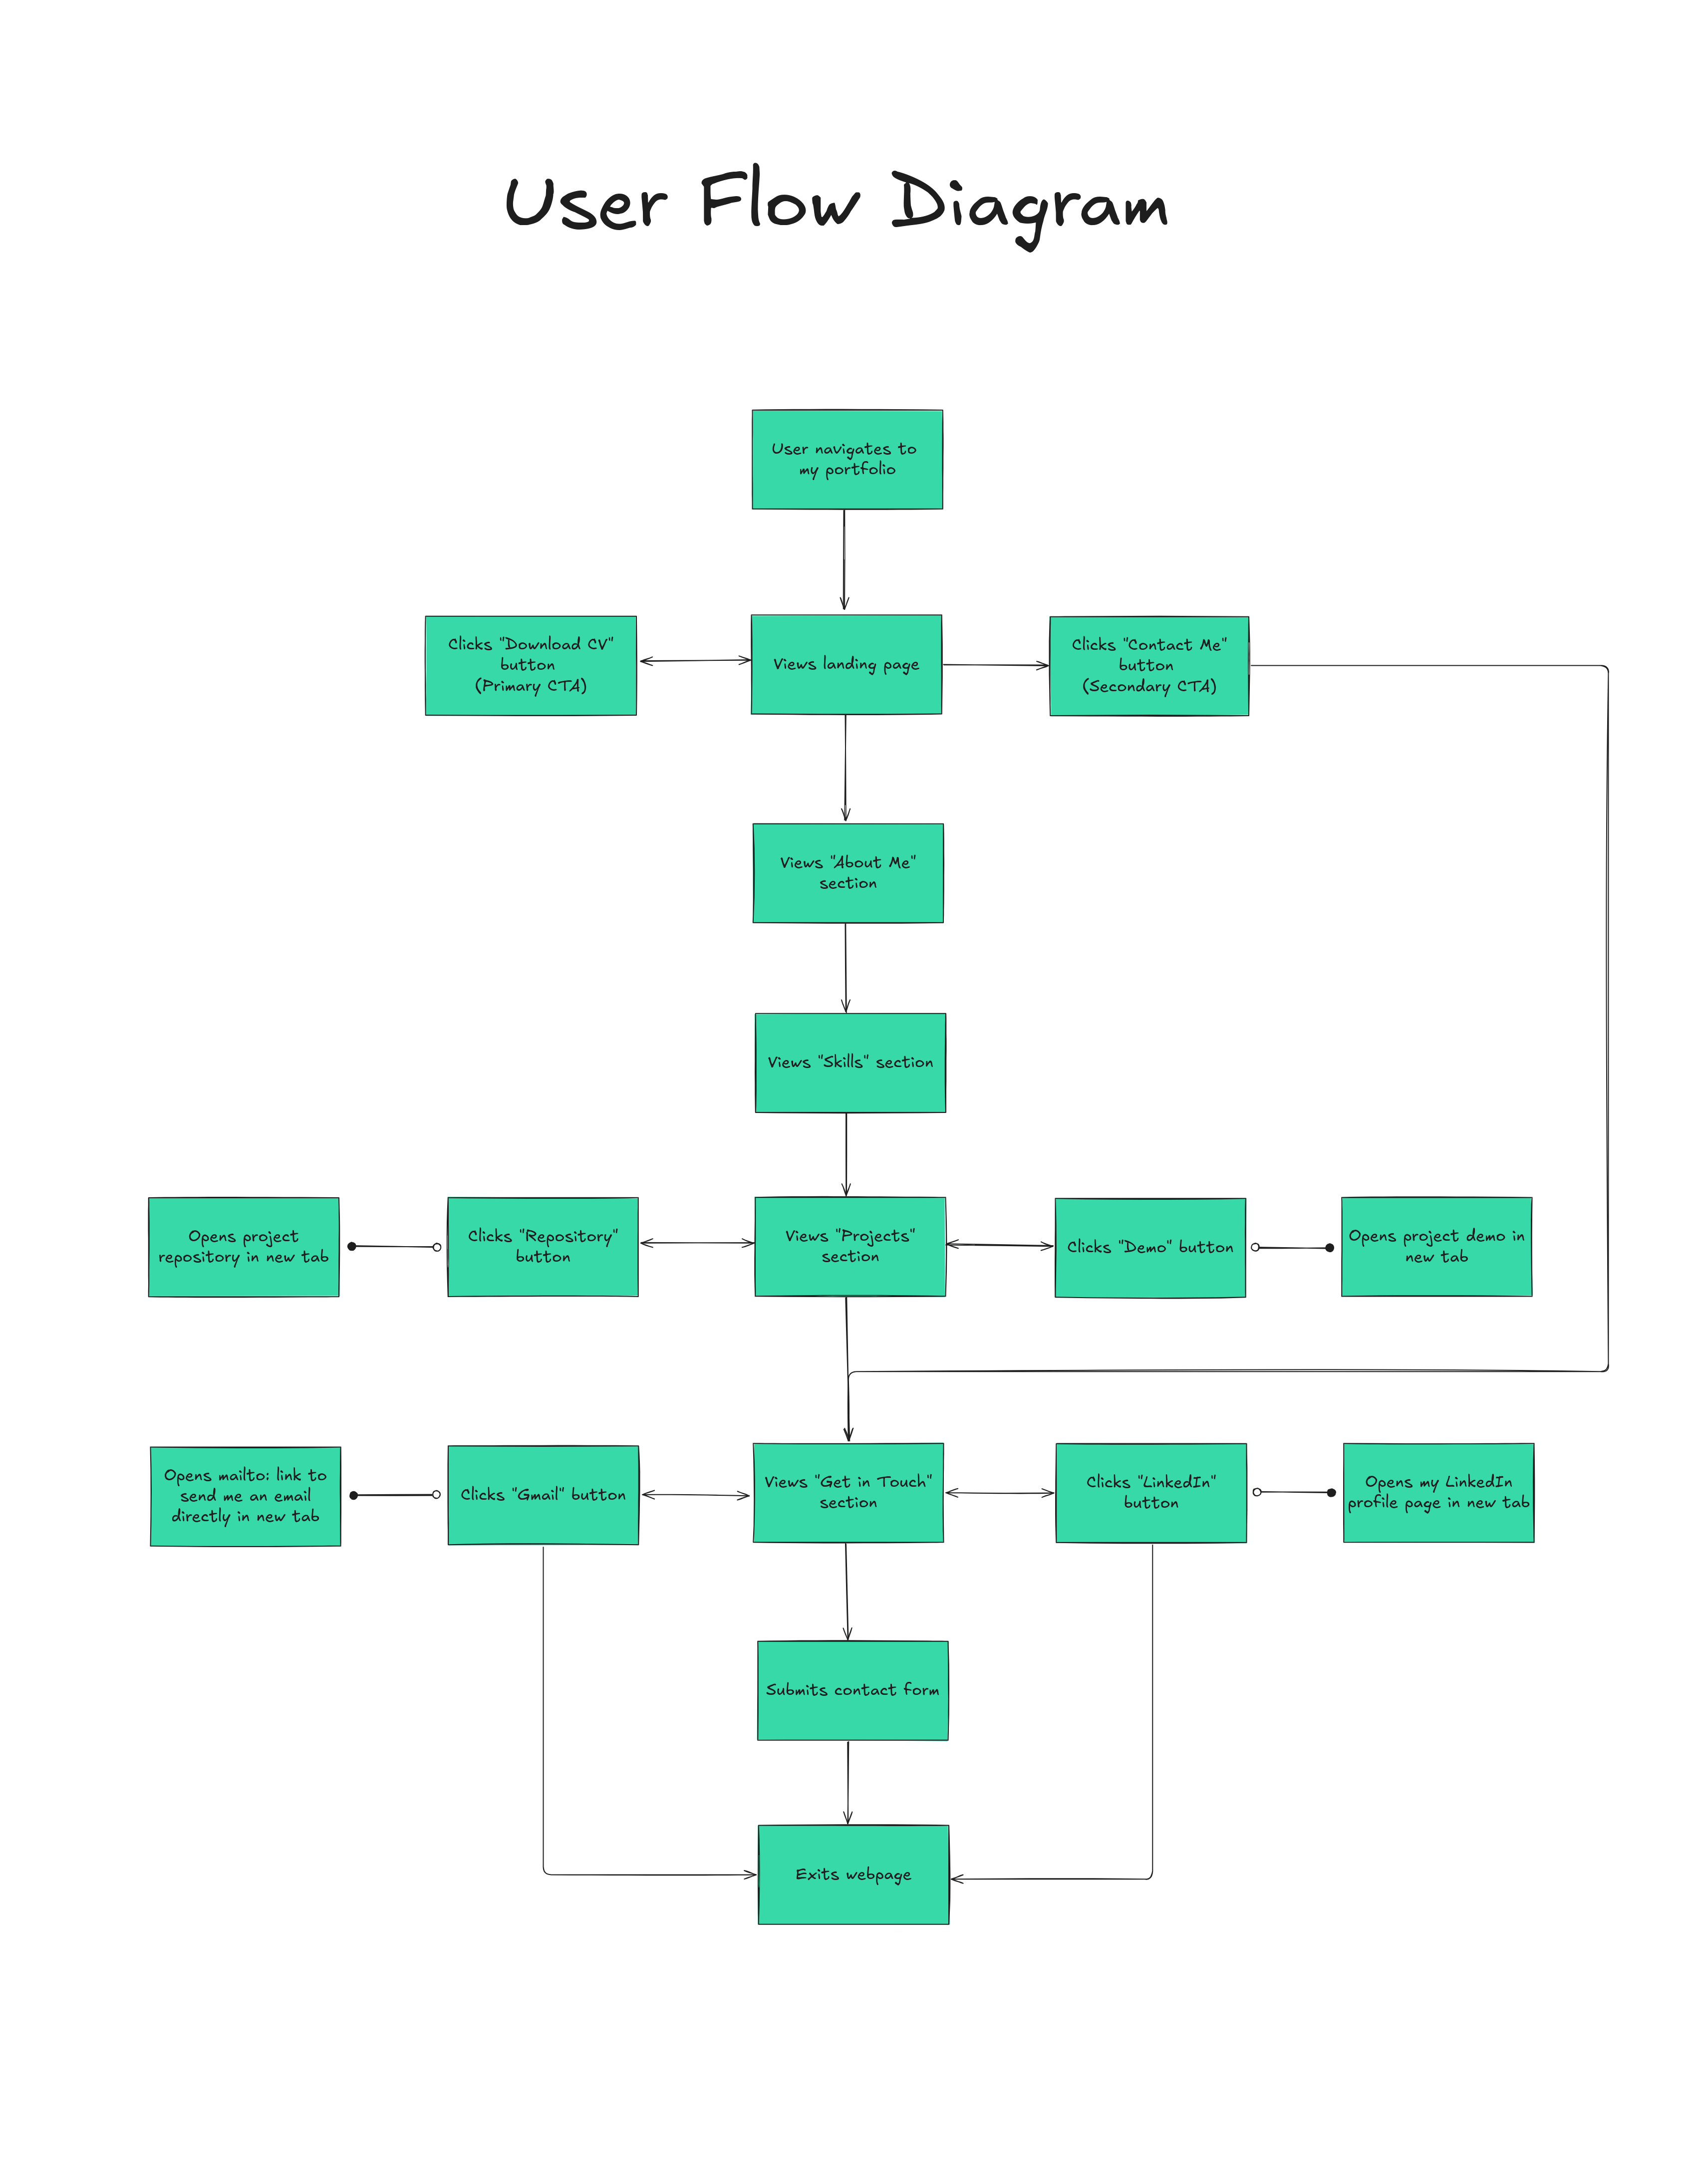 User Flow Diagram
User navigates to
my portfolio
Clicks "Download CV"
button
(Primary CTA)
Views landing page
Clicks "Contact Me"
button
(Secondary CTA)
Views "About Me"
section
Views "Skills" section
Opens project
repository in new tab
Clicks "Repository"
button
Views "Projects"
section
Clicks "Demo" button
Opens project demo in
new tab
Opens mailto: link to
send me an email
directly in new tab
Clicks "Gmail" button
Views "Get in Touch"
section
Clicks "LinkedIn"
button
Opens my LinkedIn
profile page in new tab
Submits contact form
Exits webpage